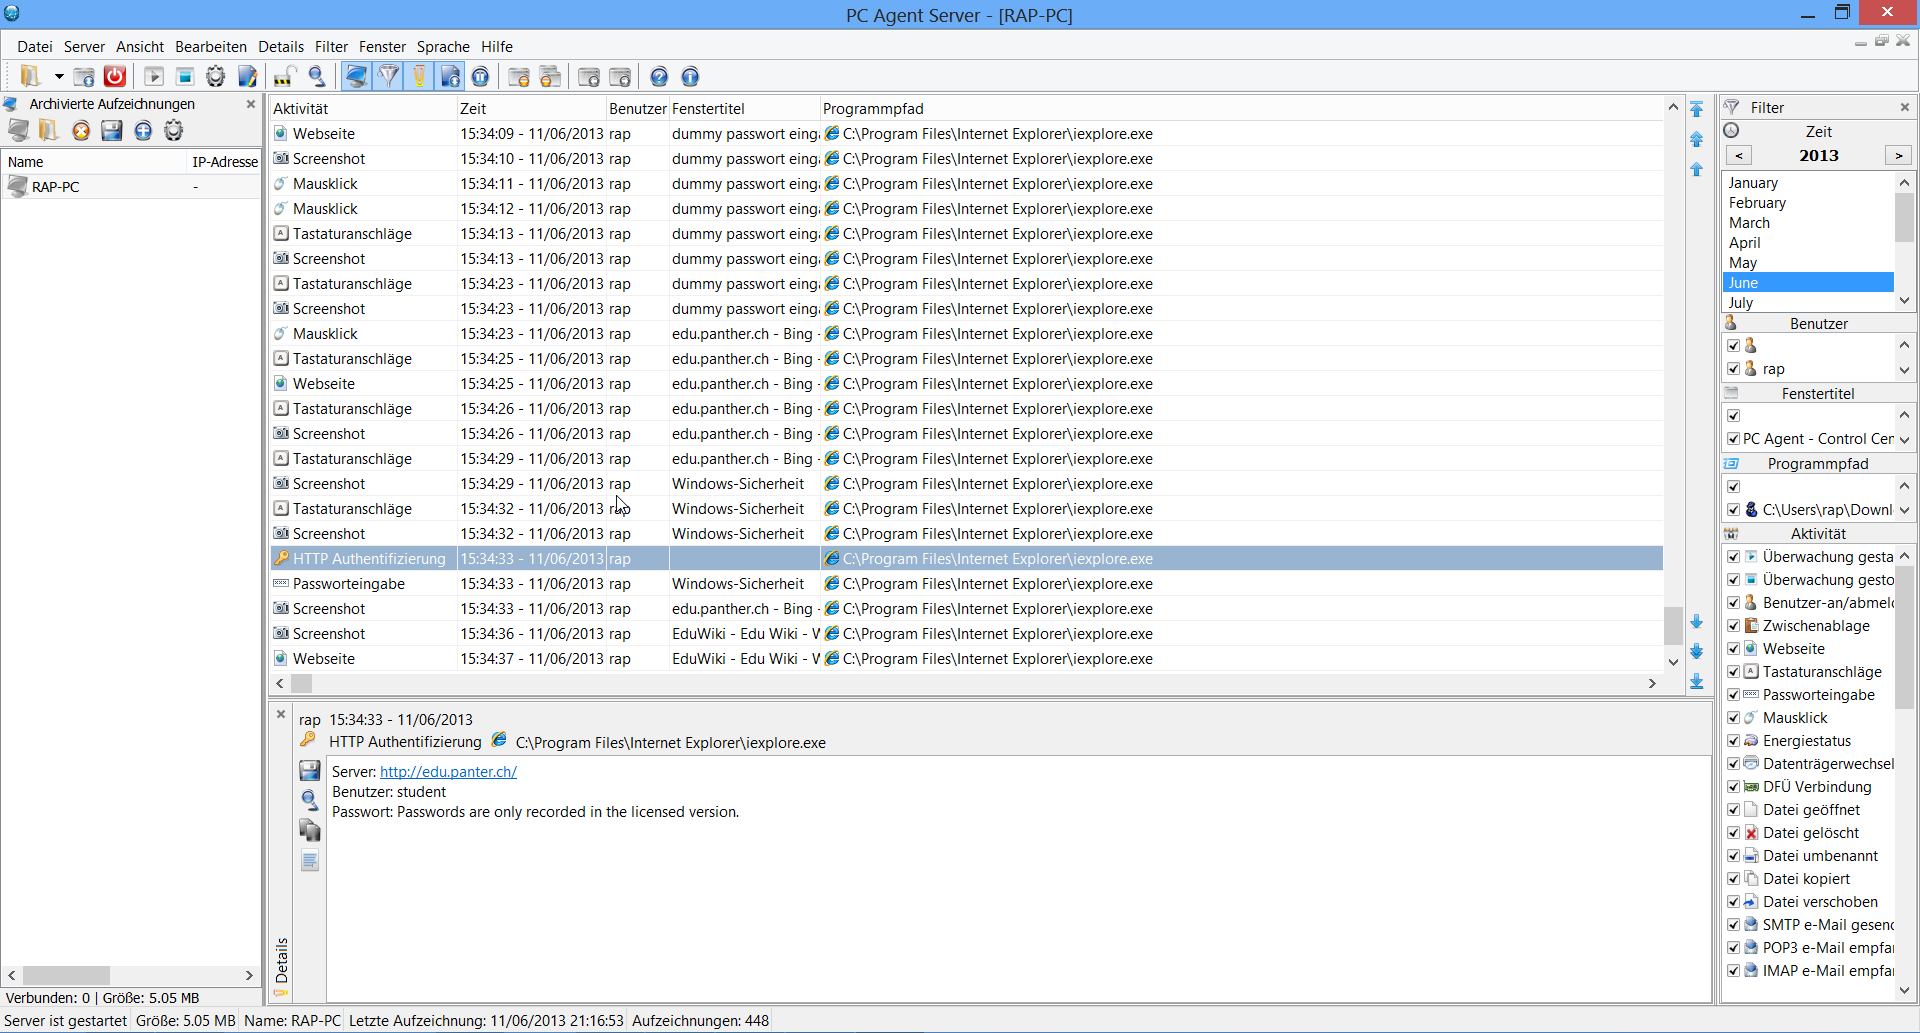 PC Agent Server - [RAP-PC]
Datei Server Ansicht Bearbeiten Details Filter Fenster Sprache Hilfe
Archivierte Aufzeichnungen
Name IP-Adresse
RAP-PC -
Verbunden: 0 | Größe: 5.05 MB
Aktivität Zeit Benutzer Fenstertitel Programmpfad
Webseite 15:34:09 - 11/06/2013 rap dummy passwort eing C:\Program Files\Internet Explorer\iexplore.exe
Screenshot 15:34:10 - 11/06/2013 rap dummy passwort eing C:\Program Files\Internet Explorer\iexplore.exe
Mausklick 15:34:11 - 11/06/2013 rap dummy passwort eing C:\Program Files\Internet Explorer\iexplore.exe
Mausklick 15:34:12 - 11/06/2013 rap dummy passwort eing C:\Program Files\Internet Explorer\iexplore.exe
Tastaturanschläge 15:34:13 - 11/06/2013 rap dummy passwort eing C:\Program Files\Internet Explorer\iexplore.exe
Screenshot 15:34:13 - 11/06/2013 rap dummy passwort eing C:\Program Files\Internet Explorer\iexplore.exe
Tastaturanschläge 15:34:23 - 11/06/2013 rap dummy passwort eing C:\Program Files\Internet Explorer\iexplore.exe
Screenshot 15:34:23 - 11/06/2013 rap dummy passwort eing C:\Program Files\Internet Explorer\iexplore.exe
Mausklick 15:34:23 - 11/06/2013 rap edu.panther.ch - Bing - C:\Program Files\Internet Explorer\iexplore.exe
Tastaturanschläge 15:34:25 - 11/06/2013 rap edu.panther.ch - Bing - C:\Program Files\Internet Explorer\iexplore.exe
Webseite 15:34:25 - 11/06/2013 rap edu.panther.ch - Bing - C:\Program Files\Internet Explorer\iexplore.exe
Tastaturanschläge 15:34:26 - 11/06/2013 rap edu.panther.ch - Bing - C:\Program Files\Internet Explorer\iexplore.exe
Screenshot 15:34:26 - 11/06/2013 rap edu.panther.ch - Bing - C:\Program Files\Internet Explorer\iexplore.exe
Tastaturanschläge 15:34:29 - 11/06/2013 rap edu.panther.ch - Bing - C:\Program Files\Internet Explorer\iexplore.exe
Screenshot 15:34:29 - 11/06/2013 rap Windows-Sicherheit C:\Program Files\Internet Explorer\iexplore.exe
Tastaturanschläge 15:34:32 - 11/06/2013 rap Windows-Sicherheit C:\Program Files\Internet Explorer\iexplore.exe
Screenshot 15:34:32 - 11/06/2013 rap Windows-Sicherheit C:\Program Files\Internet Explorer\iexplore.exe
HTTP Authentifizierung 15:34:33 - 11/06/2013 rap C:\Program Files\Internet Explorer\iexplore.exe
Passworteingabe 15:34:33 - 11/06/2013 rap Windows-Sicherheit C:\Program Files\Internet Explorer\iexplore.exe
Screenshot 15:34:33 - 11/06/2013 rap edu.panther.ch - Bing - C:\Program Files\Internet Explorer\iexplore.exe
Screenshot 15:34:36 - 11/06/2013 rap EduWiki - Edu Wiki - W C:\Program Files\Internet Explorer\iexplore.exe
Webseite 15:34:37 - 11/06/2013 rap EduWiki - Edu Wiki - W C:\Program Files\Internet Explorer\iexplore.exe
rap 15:34:33 - 11/06/2013
HTTP Authentifizierung C:\Program Files\Internet Explorer\iexplore.exe
Server: http://edu.panter.ch/
Benutzer: student
Passwort: Passwords are only recorded in the licensed version.
Details
Filter
Zeit
< 2013 >
January
February
March
April
May
June
July
Benutzer
rap
Fenstertitel
PC Agent - Control Cen
Programmpfad
C:\Users\rap\Downl
Aktivität
Überwachung gesta
Überwachung gesto
Benutzer-an/abmeld
Zwischenablage
Webseite
Tastaturanschläge
Passworteingabe
Mausklick
Energiestatus
Datenträgerwechsel
DFÜ Verbindung
Datei geöffnet
Datei gelöscht
Datei umbenannt
Datei kopiert
Datei verschoben
SMTP e-Mail gesend
POP3 e-Mail empfan
IMAP e-Mail empfan
Server ist gestartet Größe: 5.05 MB Name: RAP-PC Letzte Aufzeichnung: 11/06/2013 21:16:53 Aufzeichnungen: 448